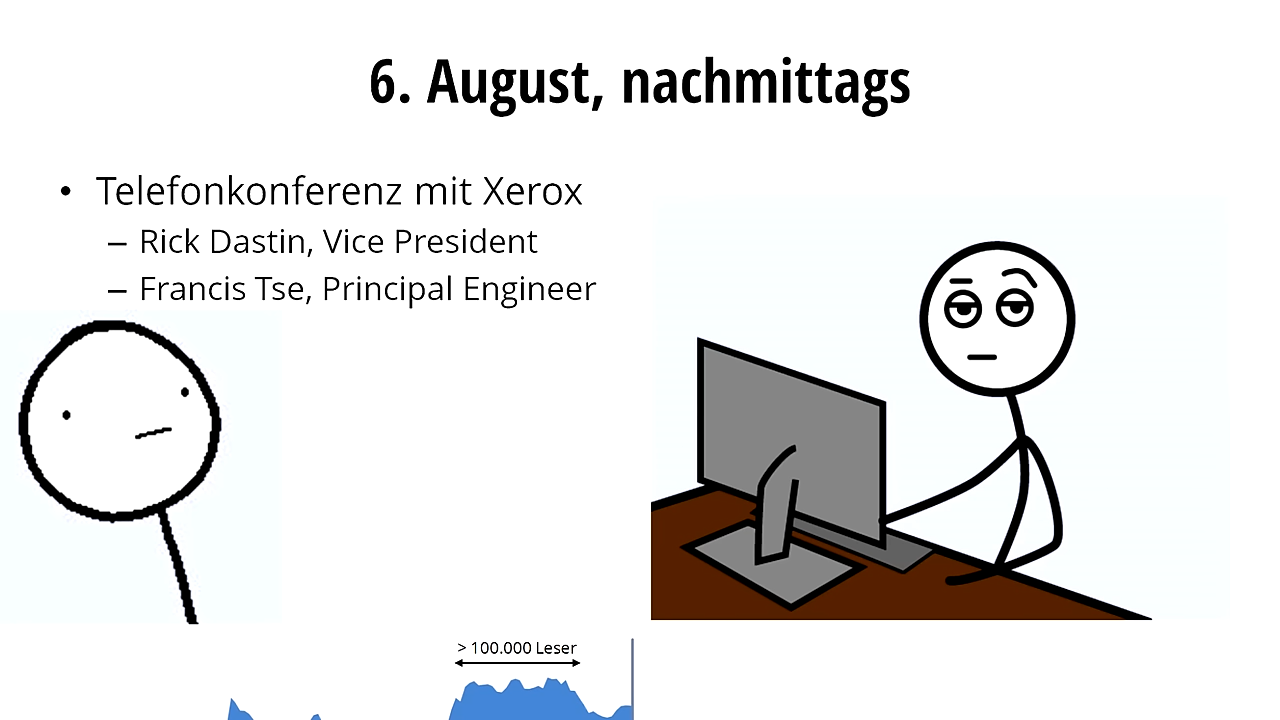 6. August, nachmittags
• Telefonkonferenz mit Xerox
– Rick Dastin, Vice President
– Francis Tse, Principal Engineer
> 100.000 Leser